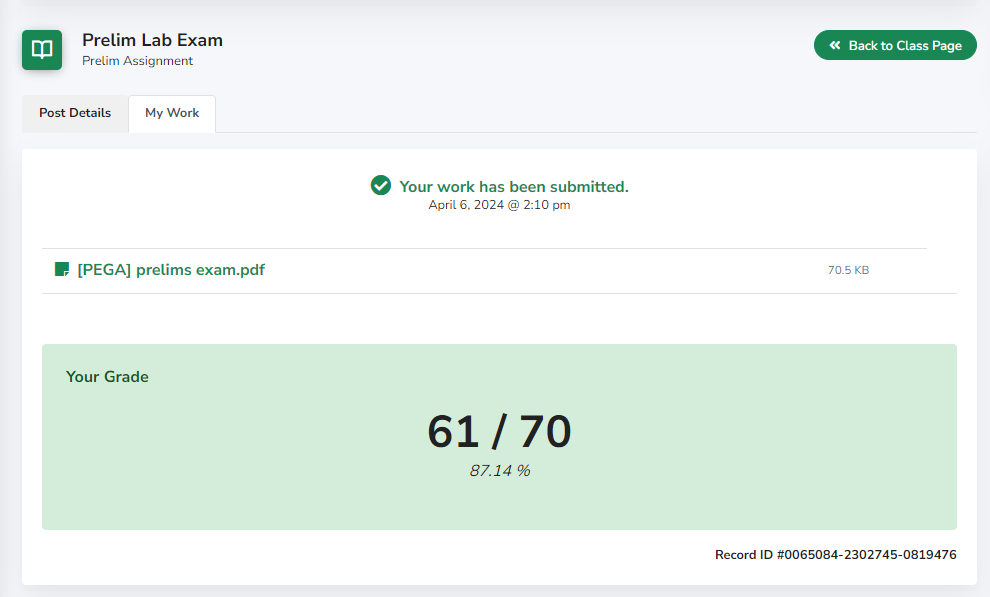 Prelim Lab Exam
Prelim Assignment
Back to Class Page
Post Details
My Work
Your work has been submitted.
April 6, 2024 @ 2:10 pm
[PEGA] prelims exam.pdf
70.5 KB
Your Grade
61 / 70
87.14 %
Record ID #0065084-2302745-0819476